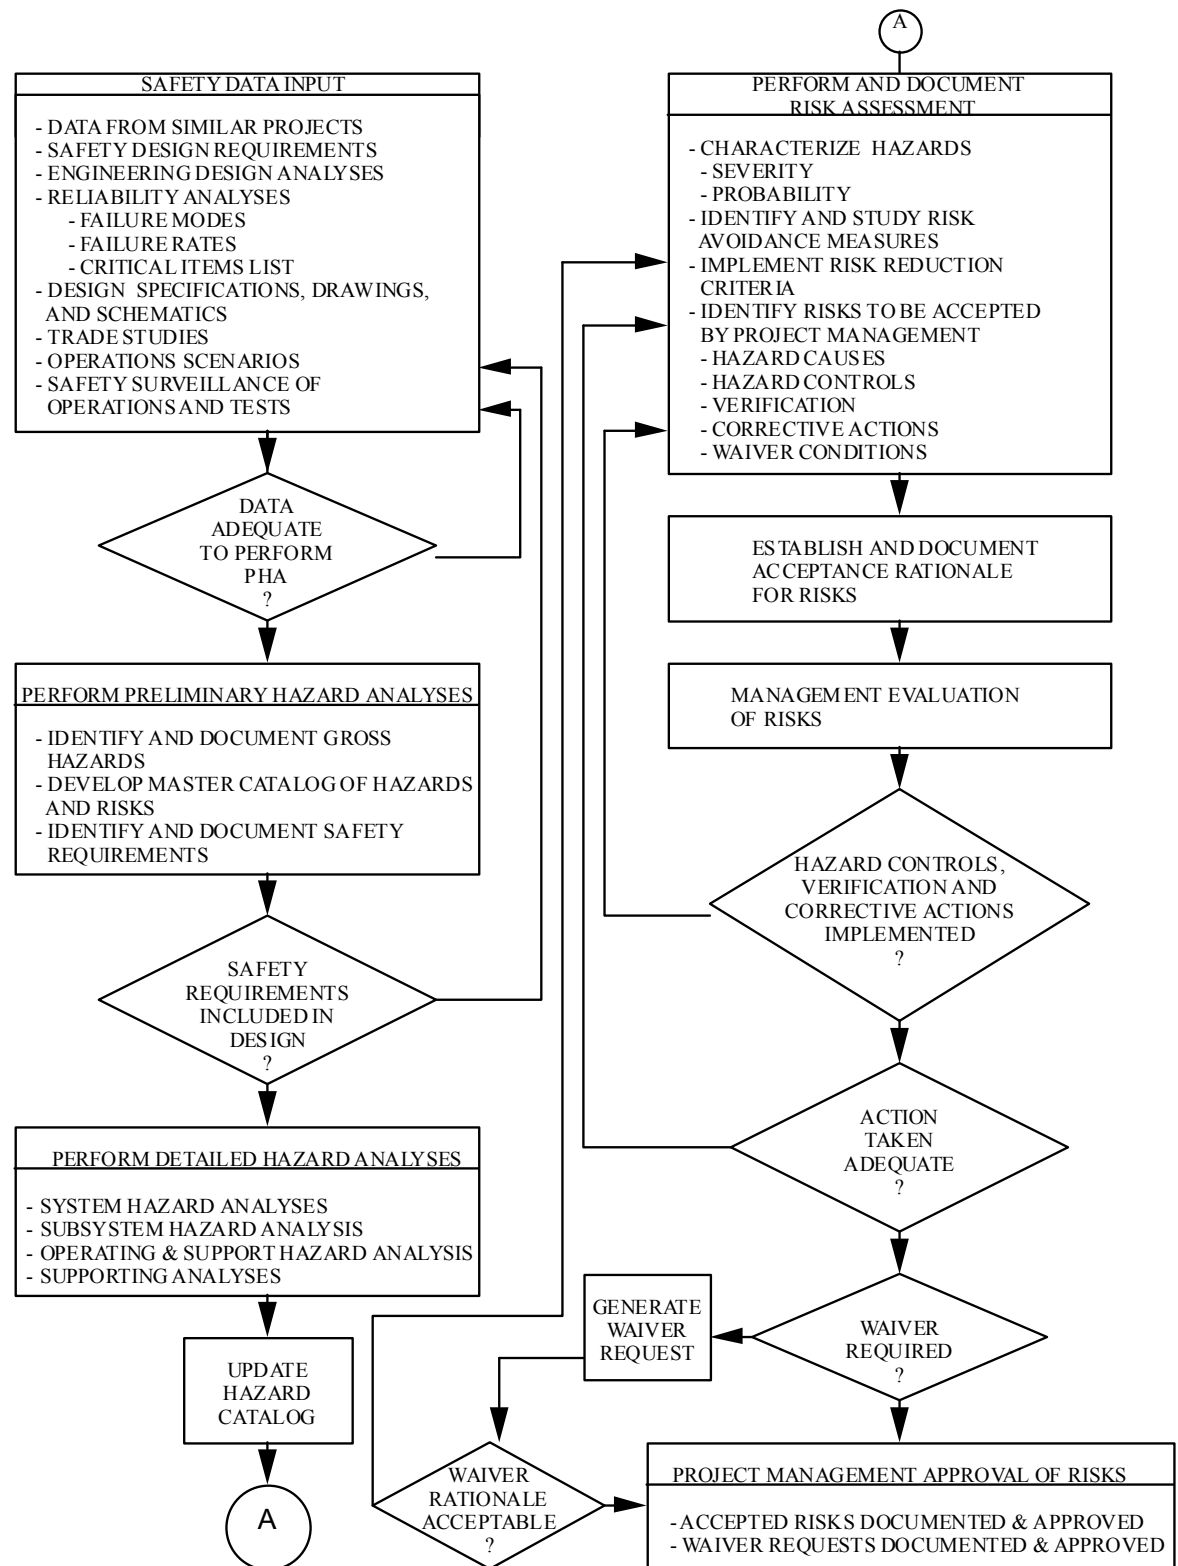 SAFETY DATA INPUT
- DATA FROM SIMILAR PROJECTS
- SAFETY DESIGN REQUIREMENTS
- ENGINEERING DESIGN ANALYSES
- RELIABILITY ANALYSES
- FAILURE MODES
- FAILURE RATES
- CRITICAL ITEMS LIST
- DESIGN SPECIFICATIONS, DRAWINGS,
AND SCHEMATICS
- TRADE STUDIES
- OPERATIONS SCENARIOS
- SAFETY SURVEILLANCE OF
OPERATIONS AND TESTS
DATA
ADEQUATE
TO PERFORM
PHA
?
PERFORM PRELIMINARY HAZARD ANALYSES
- IDENTIFY AND DOCUMENT GROSS
HAZARDS
- DEVELOP MASTER CATALOG OF HAZARDS
AND RISKS
- IDENTIFY AND DOCUMENT SAFETY
REQUIREMENTS
SAFETY
REQUIREMENTS
INCLUDED IN
DESIGN
?
PERFORM DETAILED HAZARD ANALYSES
- SYSTEM HAZARD ANALYSES
- SUBSYSTEM HAZARD ANALYSIS
- OPERATING & SUPPORT HAZARD ANALYSIS
- SUPPORTING ANALYSES
UPDATE
HAZARD
CATALOG
A
A
PERFORM AND DOCUMENT
RISK ASSESSMENT
- CHARACTERIZE HAZARDS
- SEVERITY
- PROBABILITY
- IDENTIFY AND STUDY RISK
AVOIDANCE MEASURES
- IMPLEMENT RISK REDUCTION
CRITERIA
- IDENTIFY RISKS TO BE ACCEPTED
BY PROJECT MANAGEMENT
- HAZARD CAUSES
- HAZARD CONTROLS
- VERIFICATION
- CORRECTIVE ACTIONS
- WAIVER CONDITIONS
ESTABLISH AND DOCUMENT
ACCEPTANCE RATIONALE
FOR RISKS
MANAGEMENT EVALUATION
OF RISKS
HAZARD CONTROLS,
VERIFICATION AND
CORRECTIVE ACTIONS
IMPLEMENTED
?
ACTION
TAKEN
ADEQUATE
?
WAIVER
REQUIRED
?
GENERATE
WAIVER
REQUEST
WAIVER
RATIONALE
ACCEPTABLE
?
PROJECT MANAGEMENT APPROVAL OF RISKS
- ACCEPTED RISKS DOCUMENTED & APPROVED
- WAIVER REQUESTS DOCUMENTED & APPROVED